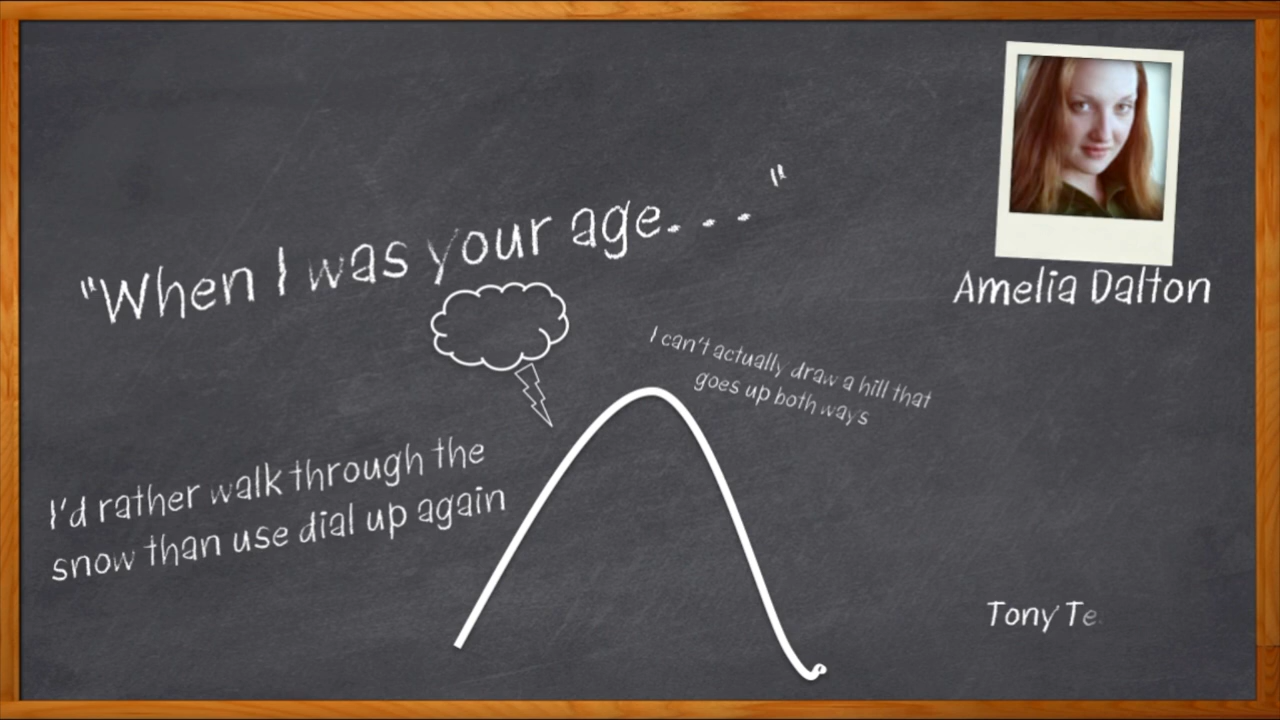 "When I was your age. . . "
Amelia Dalton
I can't actually draw a hill that
goes up both ways
I'd rather walk through the
snow than use dial up again
Tony Te